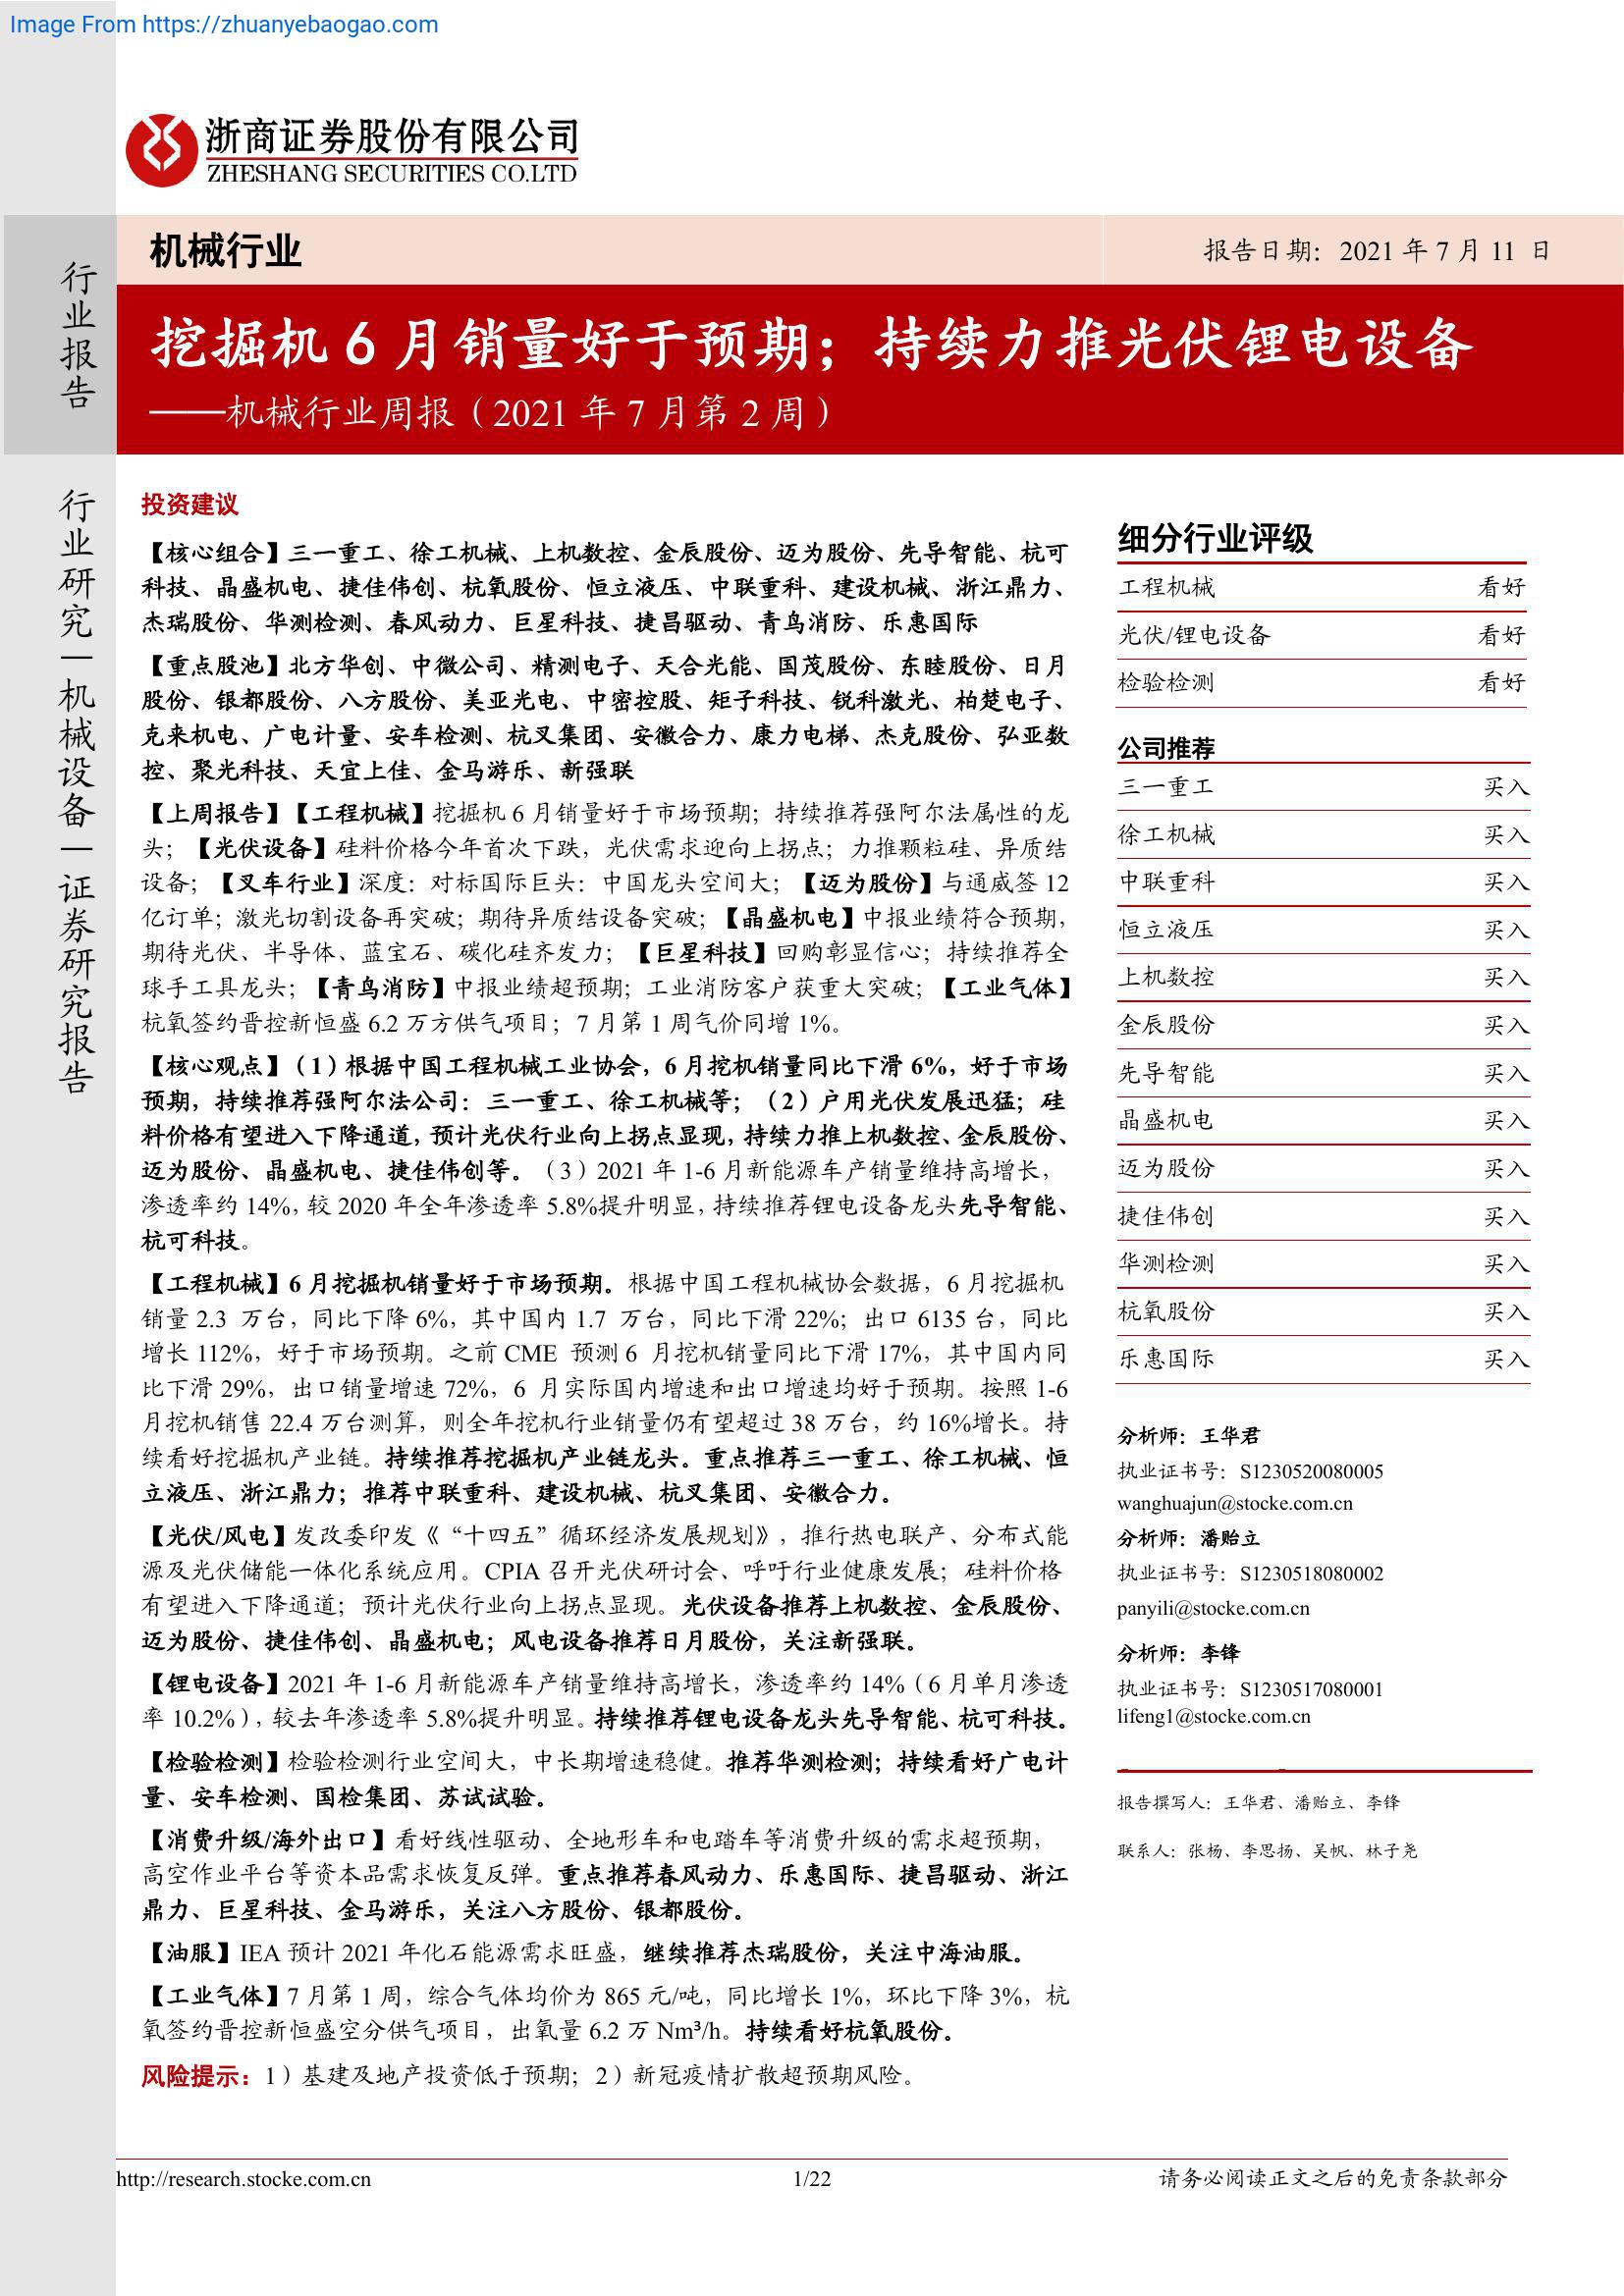 Image From https://zhuanyebaogao.com
浙商证券股份有限公司
ZHESHANG SECURITIES CO.LTD
行业报告
行业研究—机械设备—证券研究报告
机械行业
报告日期：2021 年 7 月 11 日
挖掘机 6 月销量好于预期；持续力推光伏锂电设备
——机械行业周报（2021 年 7 月第 2 周）
投资建议
【核心组合】三一重工、徐工机械、上机数控、金辰股份、迈为股份、先导智能、杭可
科技、晶盛机电、捷佳伟创、杭氧股份、恒立液压、中联重科、建设机械、浙江鼎力、
杰瑞股份、华测检测、春风动力、巨星科技、捷昌驱动、青鸟消防、乐惠国际
【重点股池】北方华创、中微公司、精测电子、天合光能、国茂股份、东睦股份、日月
股份、银都股份、八方股份、美亚光电、中密控股、矩子科技、锐科激光、柏楚电子、
克来机电、广电计量、安车检测、杭叉集团、安徽合力、康力电梯、杰克股份、弘亚数
控、聚光科技、天宜上佳、金马游乐、新强联
【上周报告】【工程机械】挖掘机 6 月销量好于市场预期；持续推荐强阿尔法属性的龙
头；【光伏设备】硅料价格今年首次下跌，光伏需求迎向上拐点；力推颗粒硅、异质结
设备；【叉车行业】深度：对标国际巨头：中国龙头空间大；【迈为股份】与通威签 12
亿订单；激光切割设备再突破；期待异质结设备突破；【晶盛机电】中报业绩符合预期，
期待光伏、半导体、蓝宝石、碳化硅齐发力；【巨星科技】回购彰显信心；持续推荐全
球手工具龙头；【青鸟消防】中报业绩超预期；工业消防客户获重大突破；【工业气体】
杭氧签约晋控新恒盛 6.2 万方供气项目；7 月第 1 周气价同增 1%。
【核心观点】（1）根据中国工程机械工业协会，6 月挖机销量同比下滑 6%，好于市场
预期，持续推荐强阿尔法公司：三一重工、徐工机械等；（2）户用光伏发展迅猛；硅
料价格有望进入下降通道，预计光伏行业向上拐点显现，持续力推上机数控、金辰股份、
迈为股份、晶盛机电、捷佳伟创等。（3）2021 年 1-6 月新能源车产销量维持高增长，
渗透率约 14%，较 2020 年全年渗透率 5.8%提升明显，持续推荐锂电设备龙头先导智能、
杭可科技。
【工程机械】6 月挖掘机销量好于市场预期。根据中国工程机械协会数据，6 月挖掘机
销量 2.3 万台，同比下降 6%，其中国内 1.7 万台，同比下滑 22%；出口 6135 台，同比
增长 112%，好于市场预期。之前 CME 预测 6 月挖机销量同比下滑 17%，其中国内同
比下滑 29%，出口销量增速 72%，6 月实际国内增速和出口增速均好于预期。按照 1-6
月挖机销售 22.4 万台测算，则全年挖机行业销量仍有望超过 38 万台，约 16%增长。持
续看好挖掘机产业链。持续推荐挖掘机产业链龙头。重点推荐三一重工、徐工机械、恒
立液压、浙江鼎力；推荐中联重科、建设机械、杭叉集团、安徽合力。
【光伏/风电】发改委印发《“十四五”循环经济发展规划》，推行热电联产、分布式能
源及光伏储能一体化系统应用。CPIA 召开光伏研讨会、呼吁行业健康发展；硅料价格
有望进入下降通道；预计光伏行业向上拐点显现。光伏设备推荐上机数控、金辰股份、
迈为股份、捷佳伟创、晶盛机电；风电设备推荐日月股份，关注新强联。
【锂电设备】2021 年 1-6 月新能源车产销量维持高增长，渗透率约 14%（6 月单月渗透
率 10.2%），较去年渗透率 5.8%提升明显。持续推荐锂电设备龙头先导智能、杭可科技。
【检验检测】检验检测行业空间大，中长期增速稳健。推荐华测检测；持续看好广电计
量、安车检测、国检集团、苏试试验。
【消费升级/海外出口】看好线性驱动、全地形车和电踏车等消费升级的需求超预期，
高空作业平台等资本品需求恢复反弹。重点推荐春风动力、乐惠国际、捷昌驱动、浙江
鼎力、巨星科技、金马游乐，关注八方股份、银都股份。
【油服】IEA 预计 2021 年化石能源需求旺盛，继续推荐杰瑞股份，关注中海油服。
【工业气体】7 月第 1 周，综合气体均价为 865 元/吨，同比增长 1%，环比下降 3%，杭
氧签约晋控新恒盛空分供气项目，出氧量 6.2 万 Nm³/h。持续看好杭氧股份。
风险提示：1）基建及地产投资低于预期；2）新冠疫情扩散超预期风险。
细分行业评级
工程机械 看好
光伏/锂电设备 看好
检验检测 看好
公司推荐
三一重工 买入
徐工机械 买入
中联重科 买入
恒立液压 买入
上机数控 买入
金辰股份 买入
先导智能 买入
晶盛机电 买入
迈为股份 买入
捷佳伟创 买入
华测检测 买入
杭氧股份 买入
乐惠国际 买入
分析师：王华君
执业证书号：S1230520080005
wanghuajun@stocke.com.cn
分析师：潘贻立
执业证书号：S1230518080002
panyili@stocke.com.cn
分析师：李锋
执业证书号：S1230517080001
lifeng1@stocke.com.cn
报告撰写人：王华君、潘贻立、李锋
联系人：张杨、李思扬、吴帆、林子尧
http://research.stocke.com.cn
1/22
请务必阅读正文之后的免责条款部分